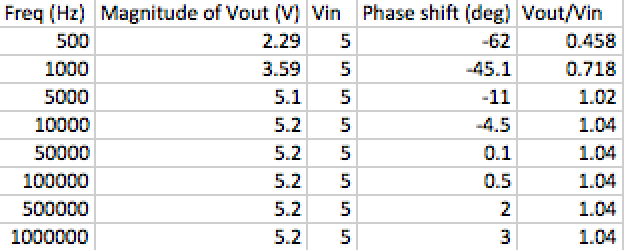 Freq (Hz) Magnitude of Vout (V) Vin Phase shift (deg) Vout/Vin
500 2.29 5 -62 0.458
1000 3.59 5 -45.1 0.718
5000 5.1 5 -11 1.02
10000 5.2 5 -4.5 1.04
50000 5.2 5 0.1 1.04
100000 5.2 5 0.5 1.04
500000 5.2 5 2 1.04
1000000 5.2 5 3 1.04